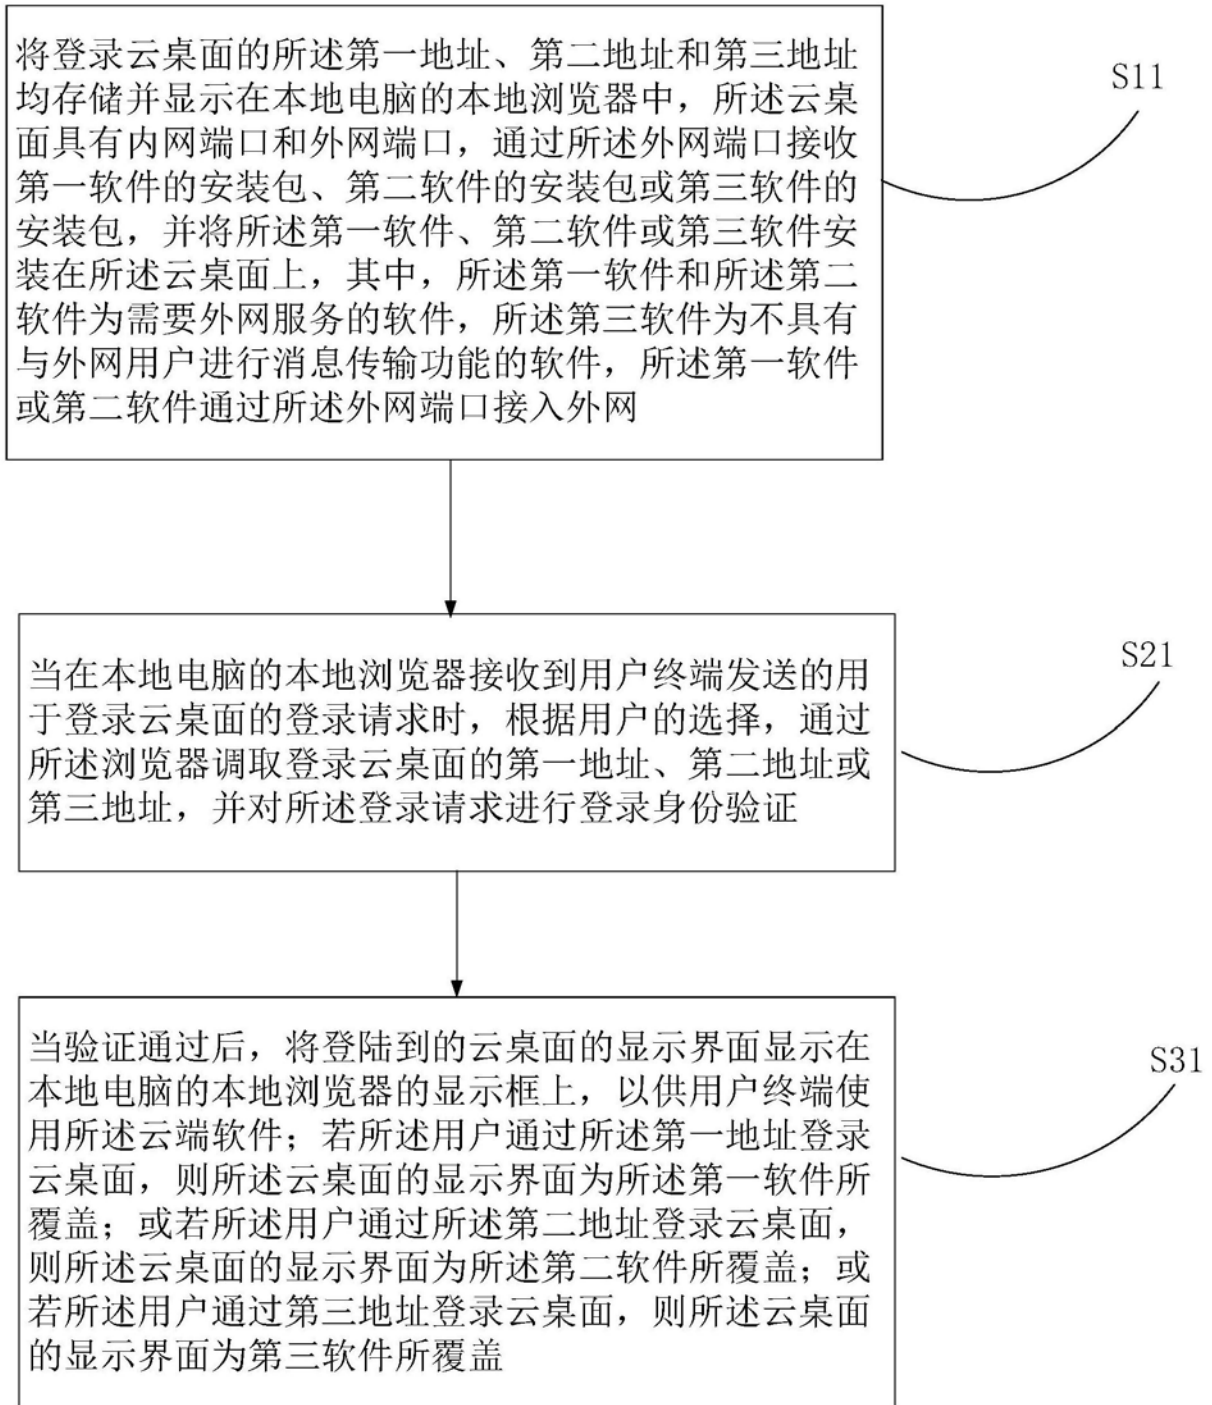 将登录云桌面的所述第一地址、第二地址和第三地址
均存储并显示在本地电脑的本地浏览器中，所述云桌
面具有内网端口和外网端口，通过所述外网端口接收
第一软件的安装包、第二软件的安装包或第三软件的
安装包，并将所述第一软件、第二软件或第三软件安
装在所述云桌面上，其中，所述第一软件和所述第二
软件为需要外网服务的软件，所述第三软件为不具有
与外网用户进行消息传输功能的软件，所述第一软件
或第二软件通过所述外网端口接入外网
S11
当在本地电脑的本地浏览器接收到用户终端发送的用
于登录云桌面的登录请求时，根据用户的选择，通过
所述浏览器调取登录云桌面的第一地址、第二地址或
第三地址，并对所述登录请求进行登录身份验证
S21
当验证通过后，将登陆到的云桌面的显示界面显示在
本地电脑的本地浏览器的显示框上，以供用户终端使
用所述云端软件；若所述用户通过所述第一地址登录
云桌面，则所述云桌面的显示界面为所述第一软件所
覆盖；或若所述用户通过所述第二地址登录云桌面，
则所述云桌面的显示界面为所述第二软件所覆盖；或
若所述用户通过第三地址登录云桌面，则所述云桌面
的显示界面为第三软件所覆盖
S31